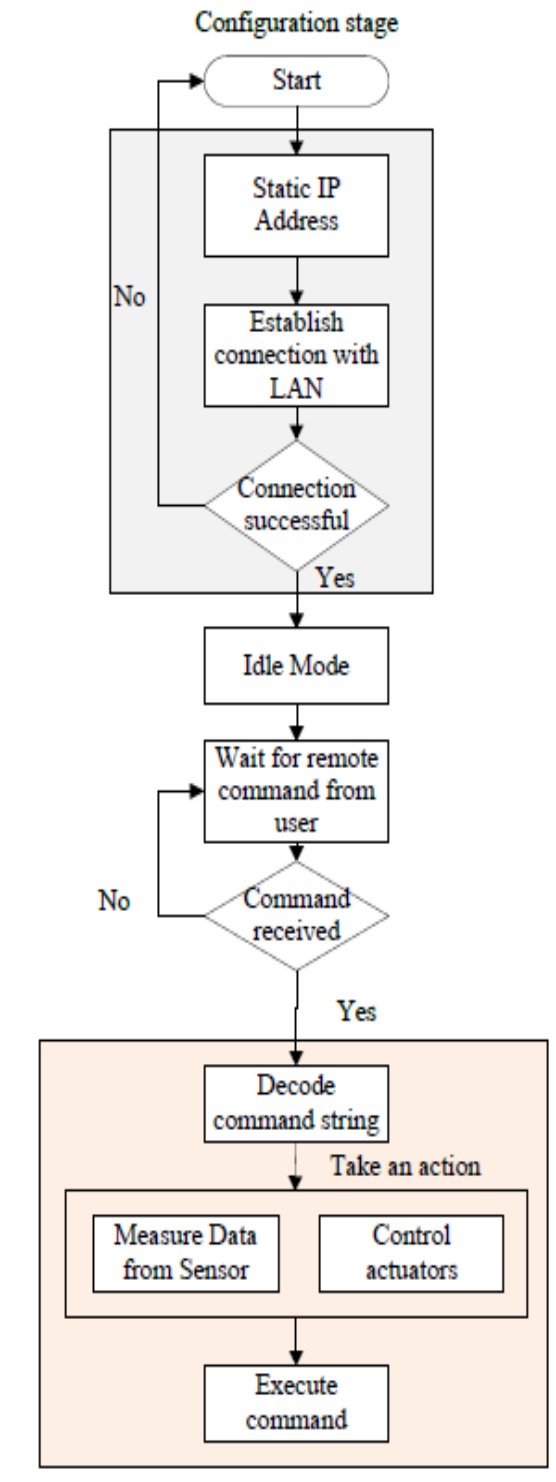 Configuration stage
Start
Static IP
Address
No
Establish
connection with
LAN
Connection
successful
Yes
Idle Mode
Wait for remote
command from
user
No
Command
received
Yes
Decode
command string
Take an action
Measure Data
from Sensor
Control
actuators
Execute
command